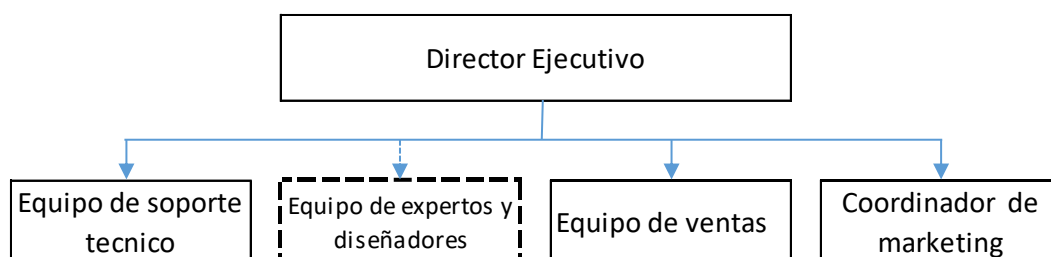 Director Ejecutivo
Equipo de soporte
tecnico
Equipo de expertos y
diseñadores
Equipo de ventas
Coordinador de
marketing